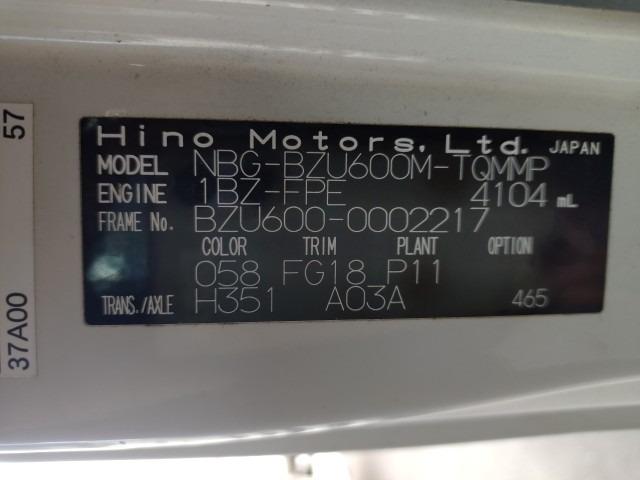 Hino Motors, Ltd. JAPAN
MODEL NBG-BZU600M-TQMMP
ENGINE 1BZ-FPE 4104 mL
FRAME No. BZU600-0002217
COLOR TRIM PLANT OPTION
058 FG18 P11
TRANS./AXLE H351 A03A 465
37A00 57